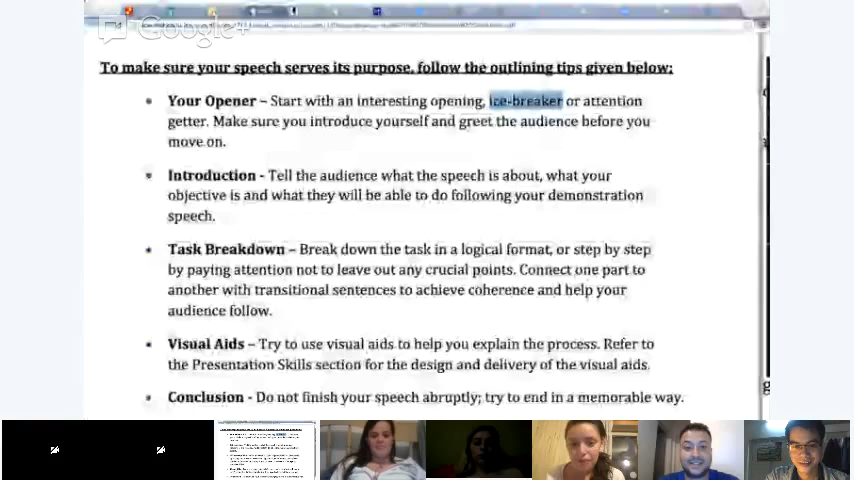 Google+
To make sure your speech serves its purpose, follow the outlining tips given below:
• Your Opener – Start with an interesting opening, ice-breaker or attention
getter. Make sure you introduce yourself and greet the audience before you
move on.
• Introduction - Tell the audience what the speech is about, what your
objective is and what they will be able to do following your demonstration
speech.
• Task Breakdown – Break down the task in a logical format, or step by step
by paying attention not to leave out any crucial points. Connect one part to
another with transitional sentences to achieve coherence and help your
audience follow.
• Visual Aids – Try to use visual aids to help you explain the process. Refer to
the Presentation Skills section for the design and delivery of the visual aids.
• Conclusion - Do not finish your speech abruptly; try to end in a memorable way.